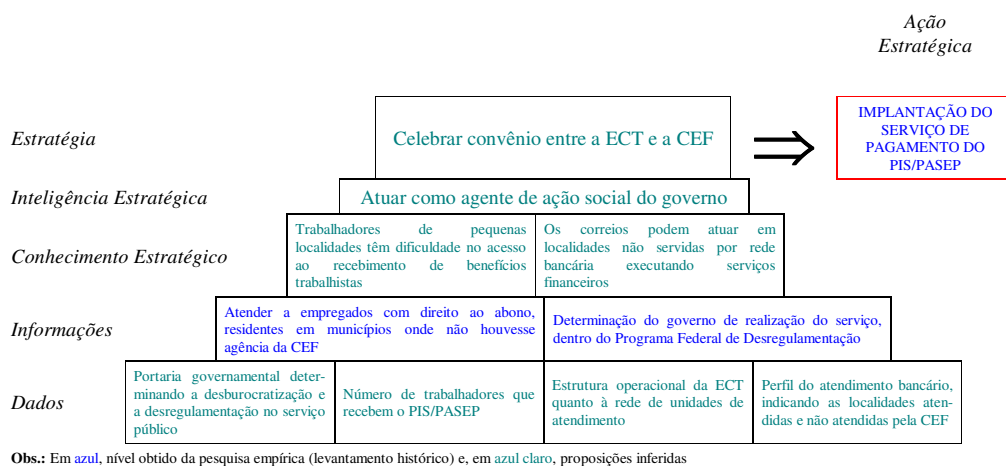 Ação
Estratégica
Estratégia
Celebrar convênio entre a ECT e a CEF
IMPLANTAÇÃO DO
SERVIÇO DE
PAGAMENTO DO
PIS/PASEP
Inteligência Estratégica
Atuar como agente de ação social do governo
Conhecimento Estratégico
Trabalhadores de pequenas
localidades têm dificuldade no acesso
ao recebimento de benefícios
trabalhistas
Os correios podem atuar em
localidades não servidas por rede
bancária executando serviços
financeiros
Informações
Atender a empregados com direito ao abono,
residentes em municípios onde não houvesse
agência da CEF
Determinação do governo de realização do serviço,
dentro do Programa Federal de Desregulamentação
Dados
Portaria governamental deter-
minando a desburocratização e
a desregulamentação no serviço
público
Número de trabalhadores que
recebem o PIS/PASEP
Estrutura operacional da ECT
quanto à rede de unidades de
atendimento
Perfil do atendimento bancário,
indicando as localidades aten-
didas e não atendidas pela CEF
Obs.: Em azul, nível obtido da pesquisa empírica (levantamento histórico) e, em azul claro, proposições inferidas